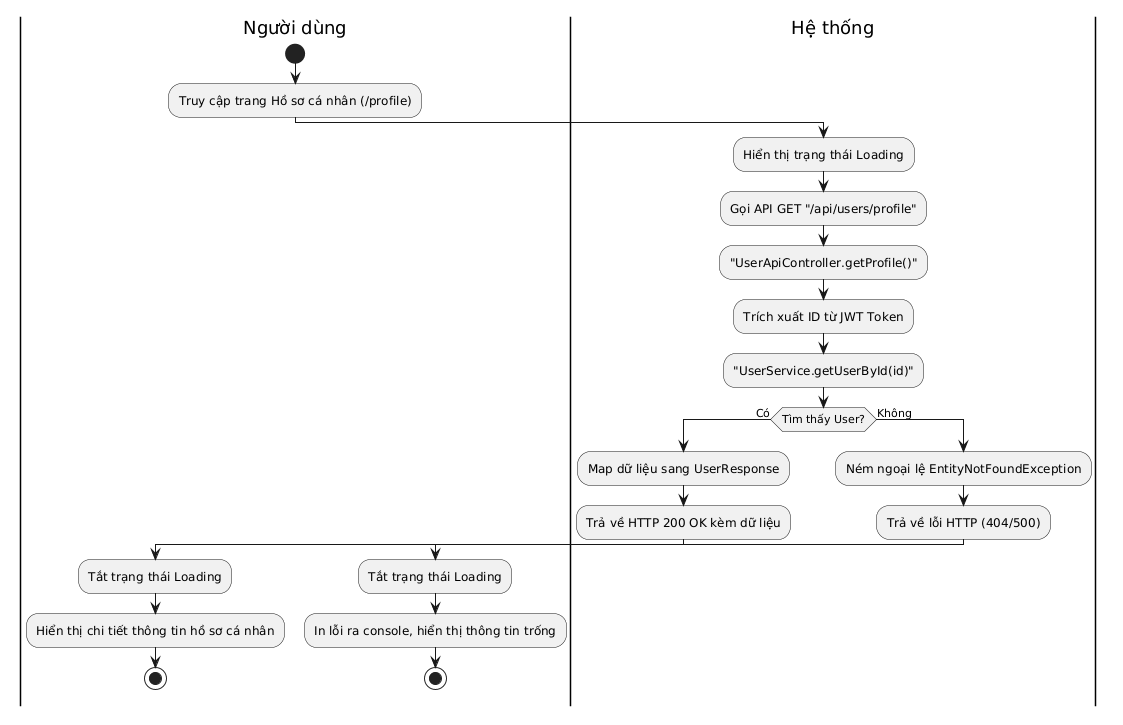 Người dùng
Hệ thống
Truy cập trang Hồ sơ cá nhân (/profile)
Hiển thị trạng thái Loading
Gọi API GET "/api/users/profile"
"UserApiController.getProfile()"
Trích xuất ID từ JWT Token
"UserService.getUserById(id)"
Có
Tìm thấy User?
Không
Map dữ liệu sang UserResponse
Ném ngoại lệ EntityNotFoundException
Trả về HTTP 200 OK kèm dữ liệu
Trả về lỗi HTTP (404/500)
Tắt trạng thái Loading
Tắt trạng thái Loading
Hiển thị chi tiết thông tin hồ sơ cá nhân
In lỗi ra console, hiển thị thông tin trống